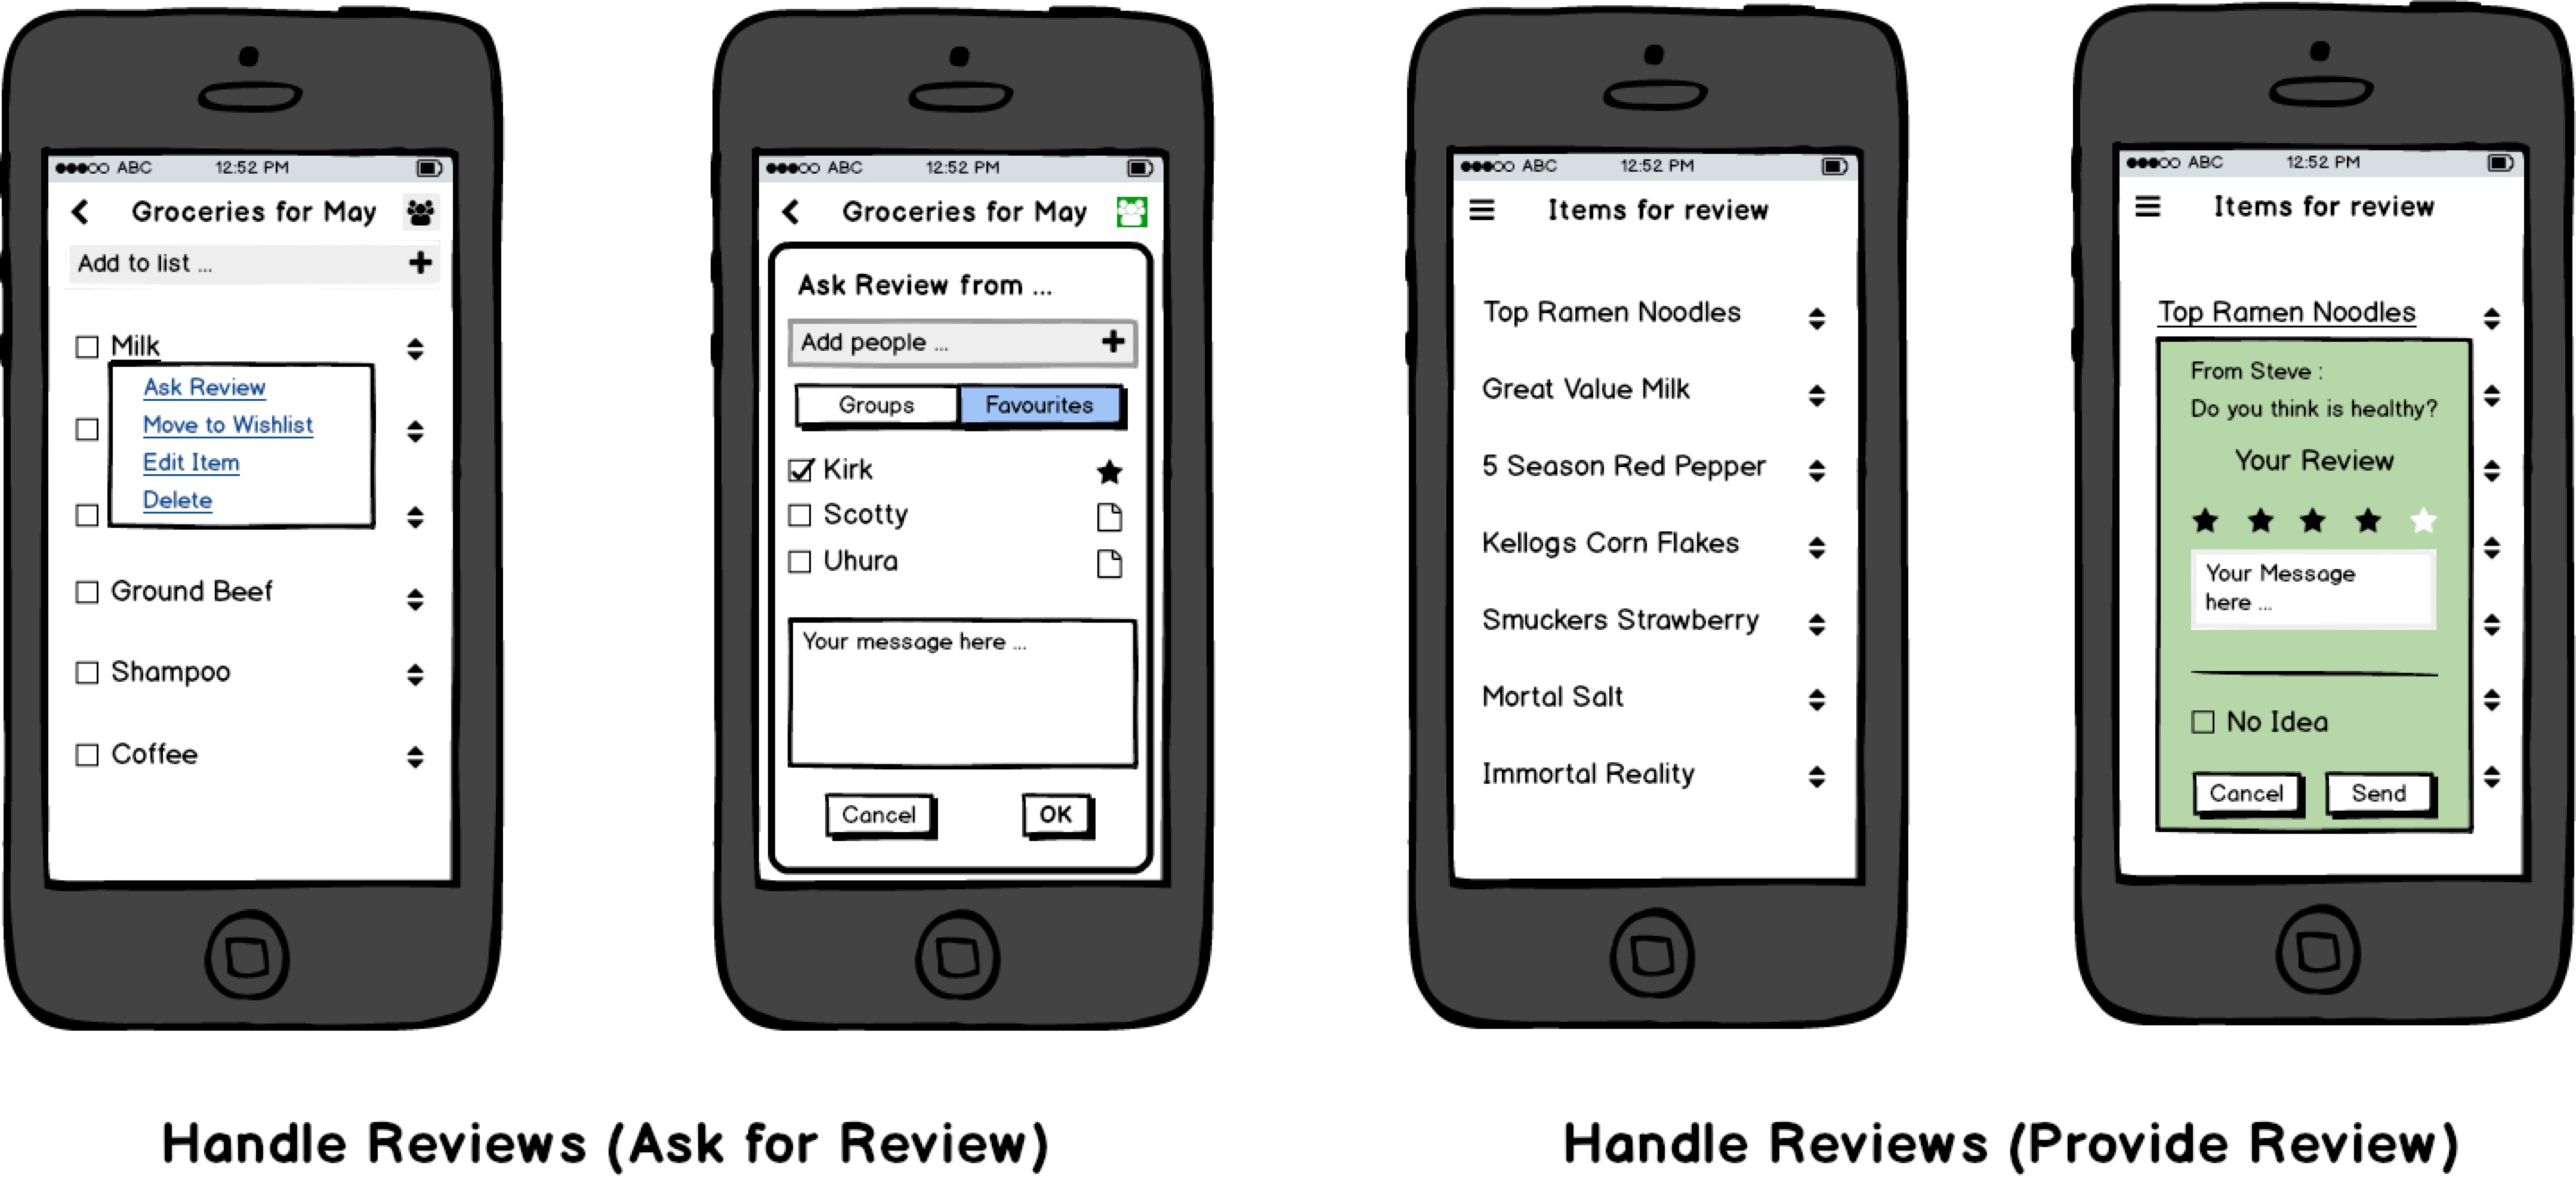 ABC 12:52 PM
Groceries for May
Add to list ...
Milk
Ask Review
Move to Wishlist
Edit Item
Delete
Ground Beef
Shampoo
Coffee
ABC 12:52 PM
Groceries for May
Ask Review from ...
Add people ...
Groups Favourites
Kirk
Scotty
Uhura
Your message here ...
Cancel OK
Handle Reviews (Ask for Review)
ABC 12:52 PM
Items for review
Top Ramen Noodles
Great Value Milk
5 Season Red Pepper
Kellogs Corn Flakes
Smuckers Strawberry
Mortal Salt
Immortal Reality
ABC 12:52 PM
Items for review
Top Ramen Noodles
From Steve :
Do you think is healthy?
Your Review
Your Message
here ...
No Idea
Cancel Send
Handle Reviews (Provide Review)